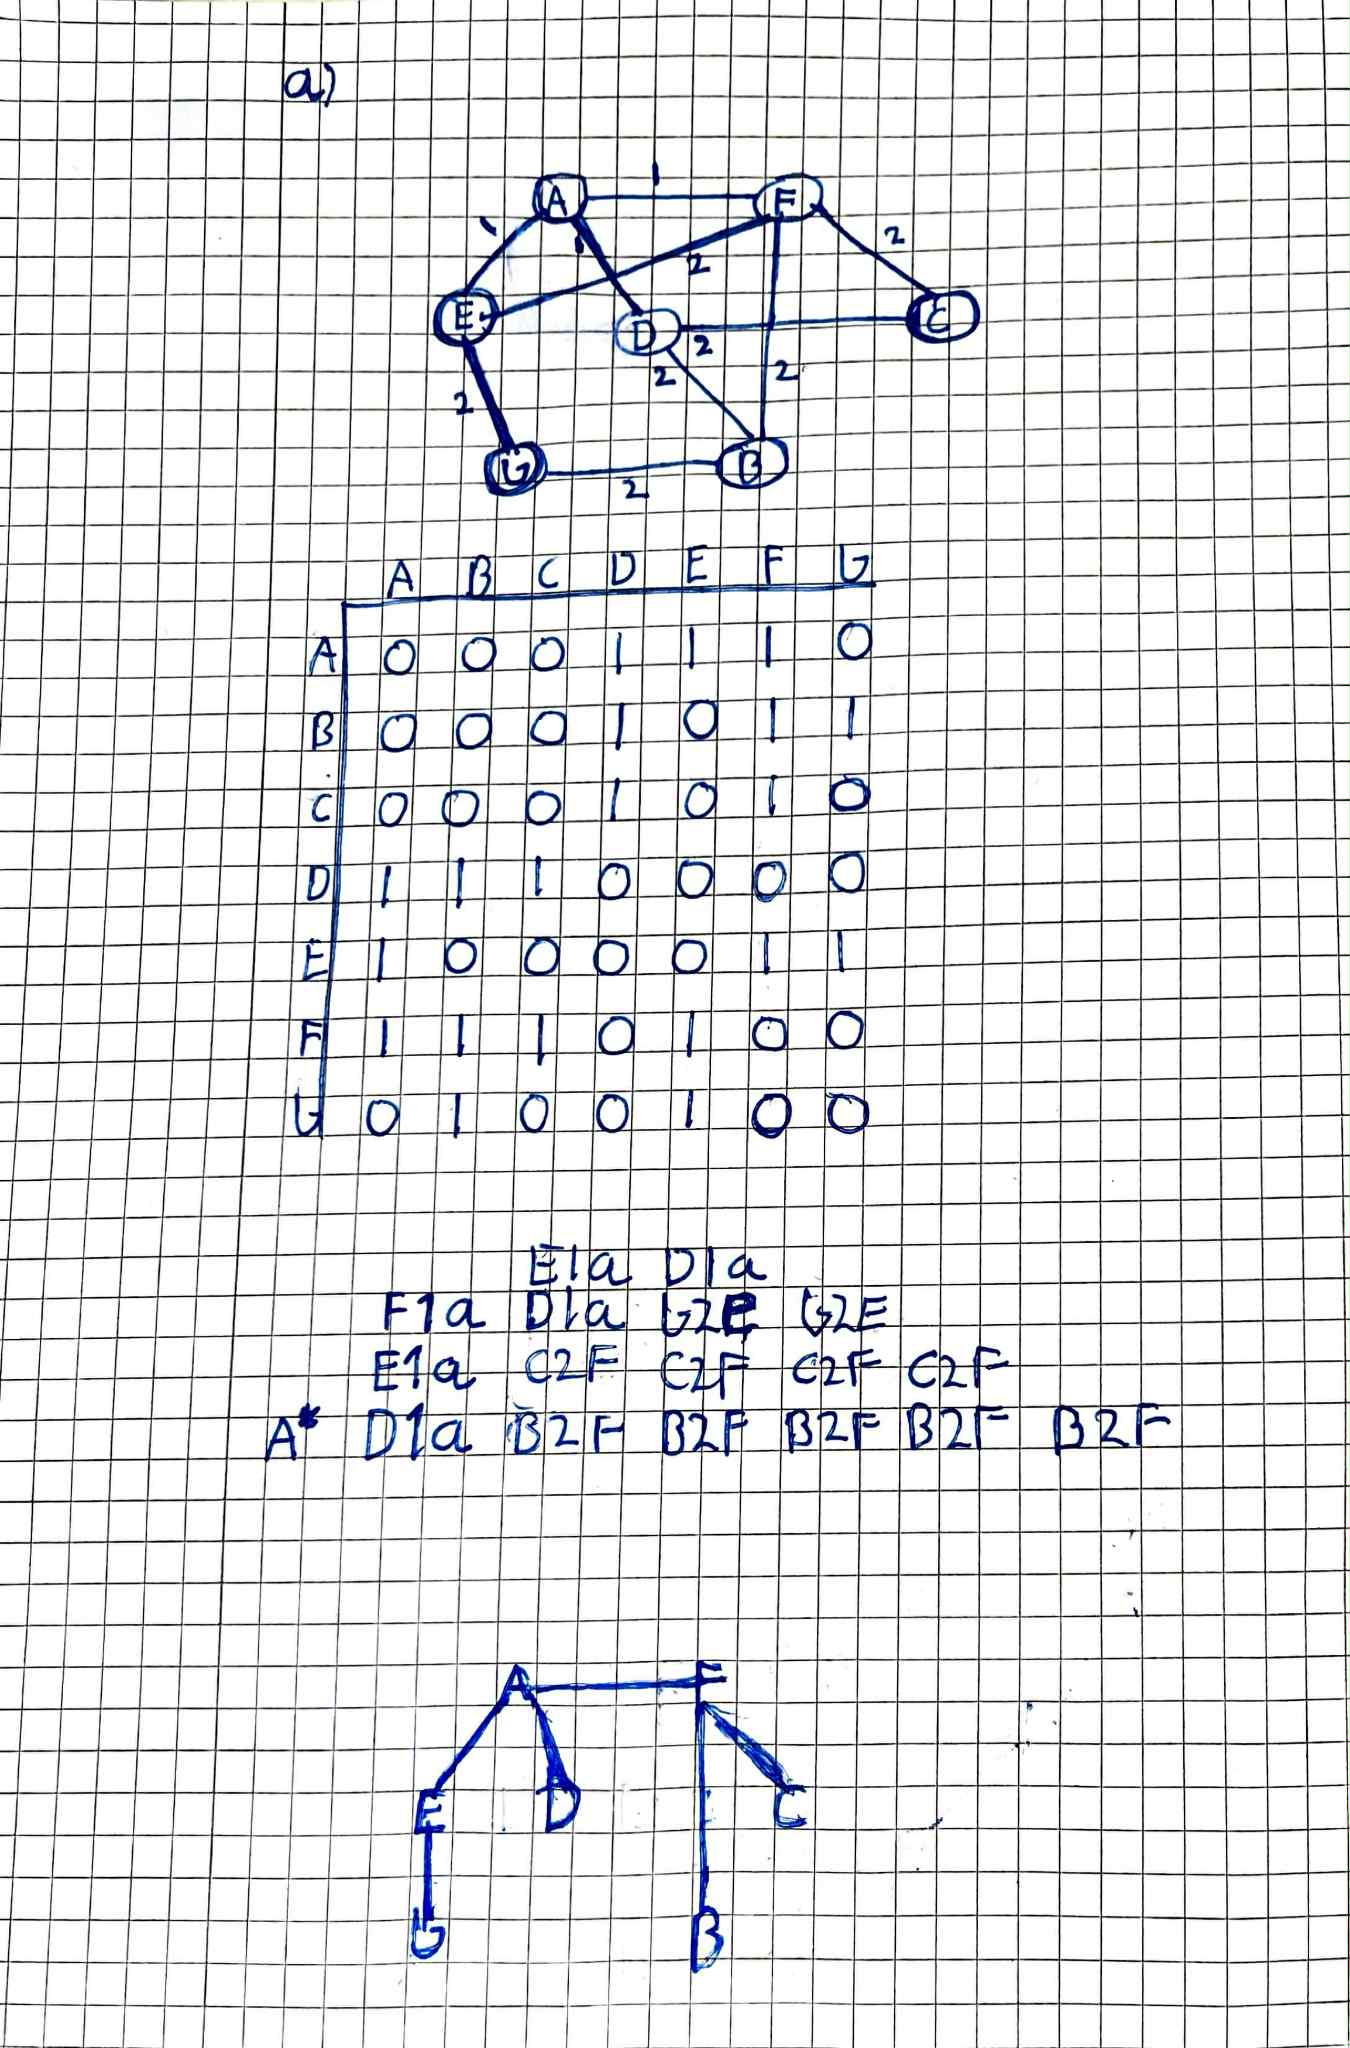 a)
1
A F
1 1 2 2
E D C
2 2 2 2
G B
2
A B C D E F G
A 0 0 0 1 1 1 0
B 0 0 0 1 0 1 1
C 0 0 0 1 0 1 0
D 1 1 1 0 0 0 0
E 1 0 0 0 0 1 1
F 1 1 1 0 1 0 0
G 0 1 0 0 1 0 0
E1a D1a
F1a D1a G2E G2E
E1a C2F C2F C2F C2F
A* D1a B2F B2F B2F B2F B2F
A F
E D C
G B